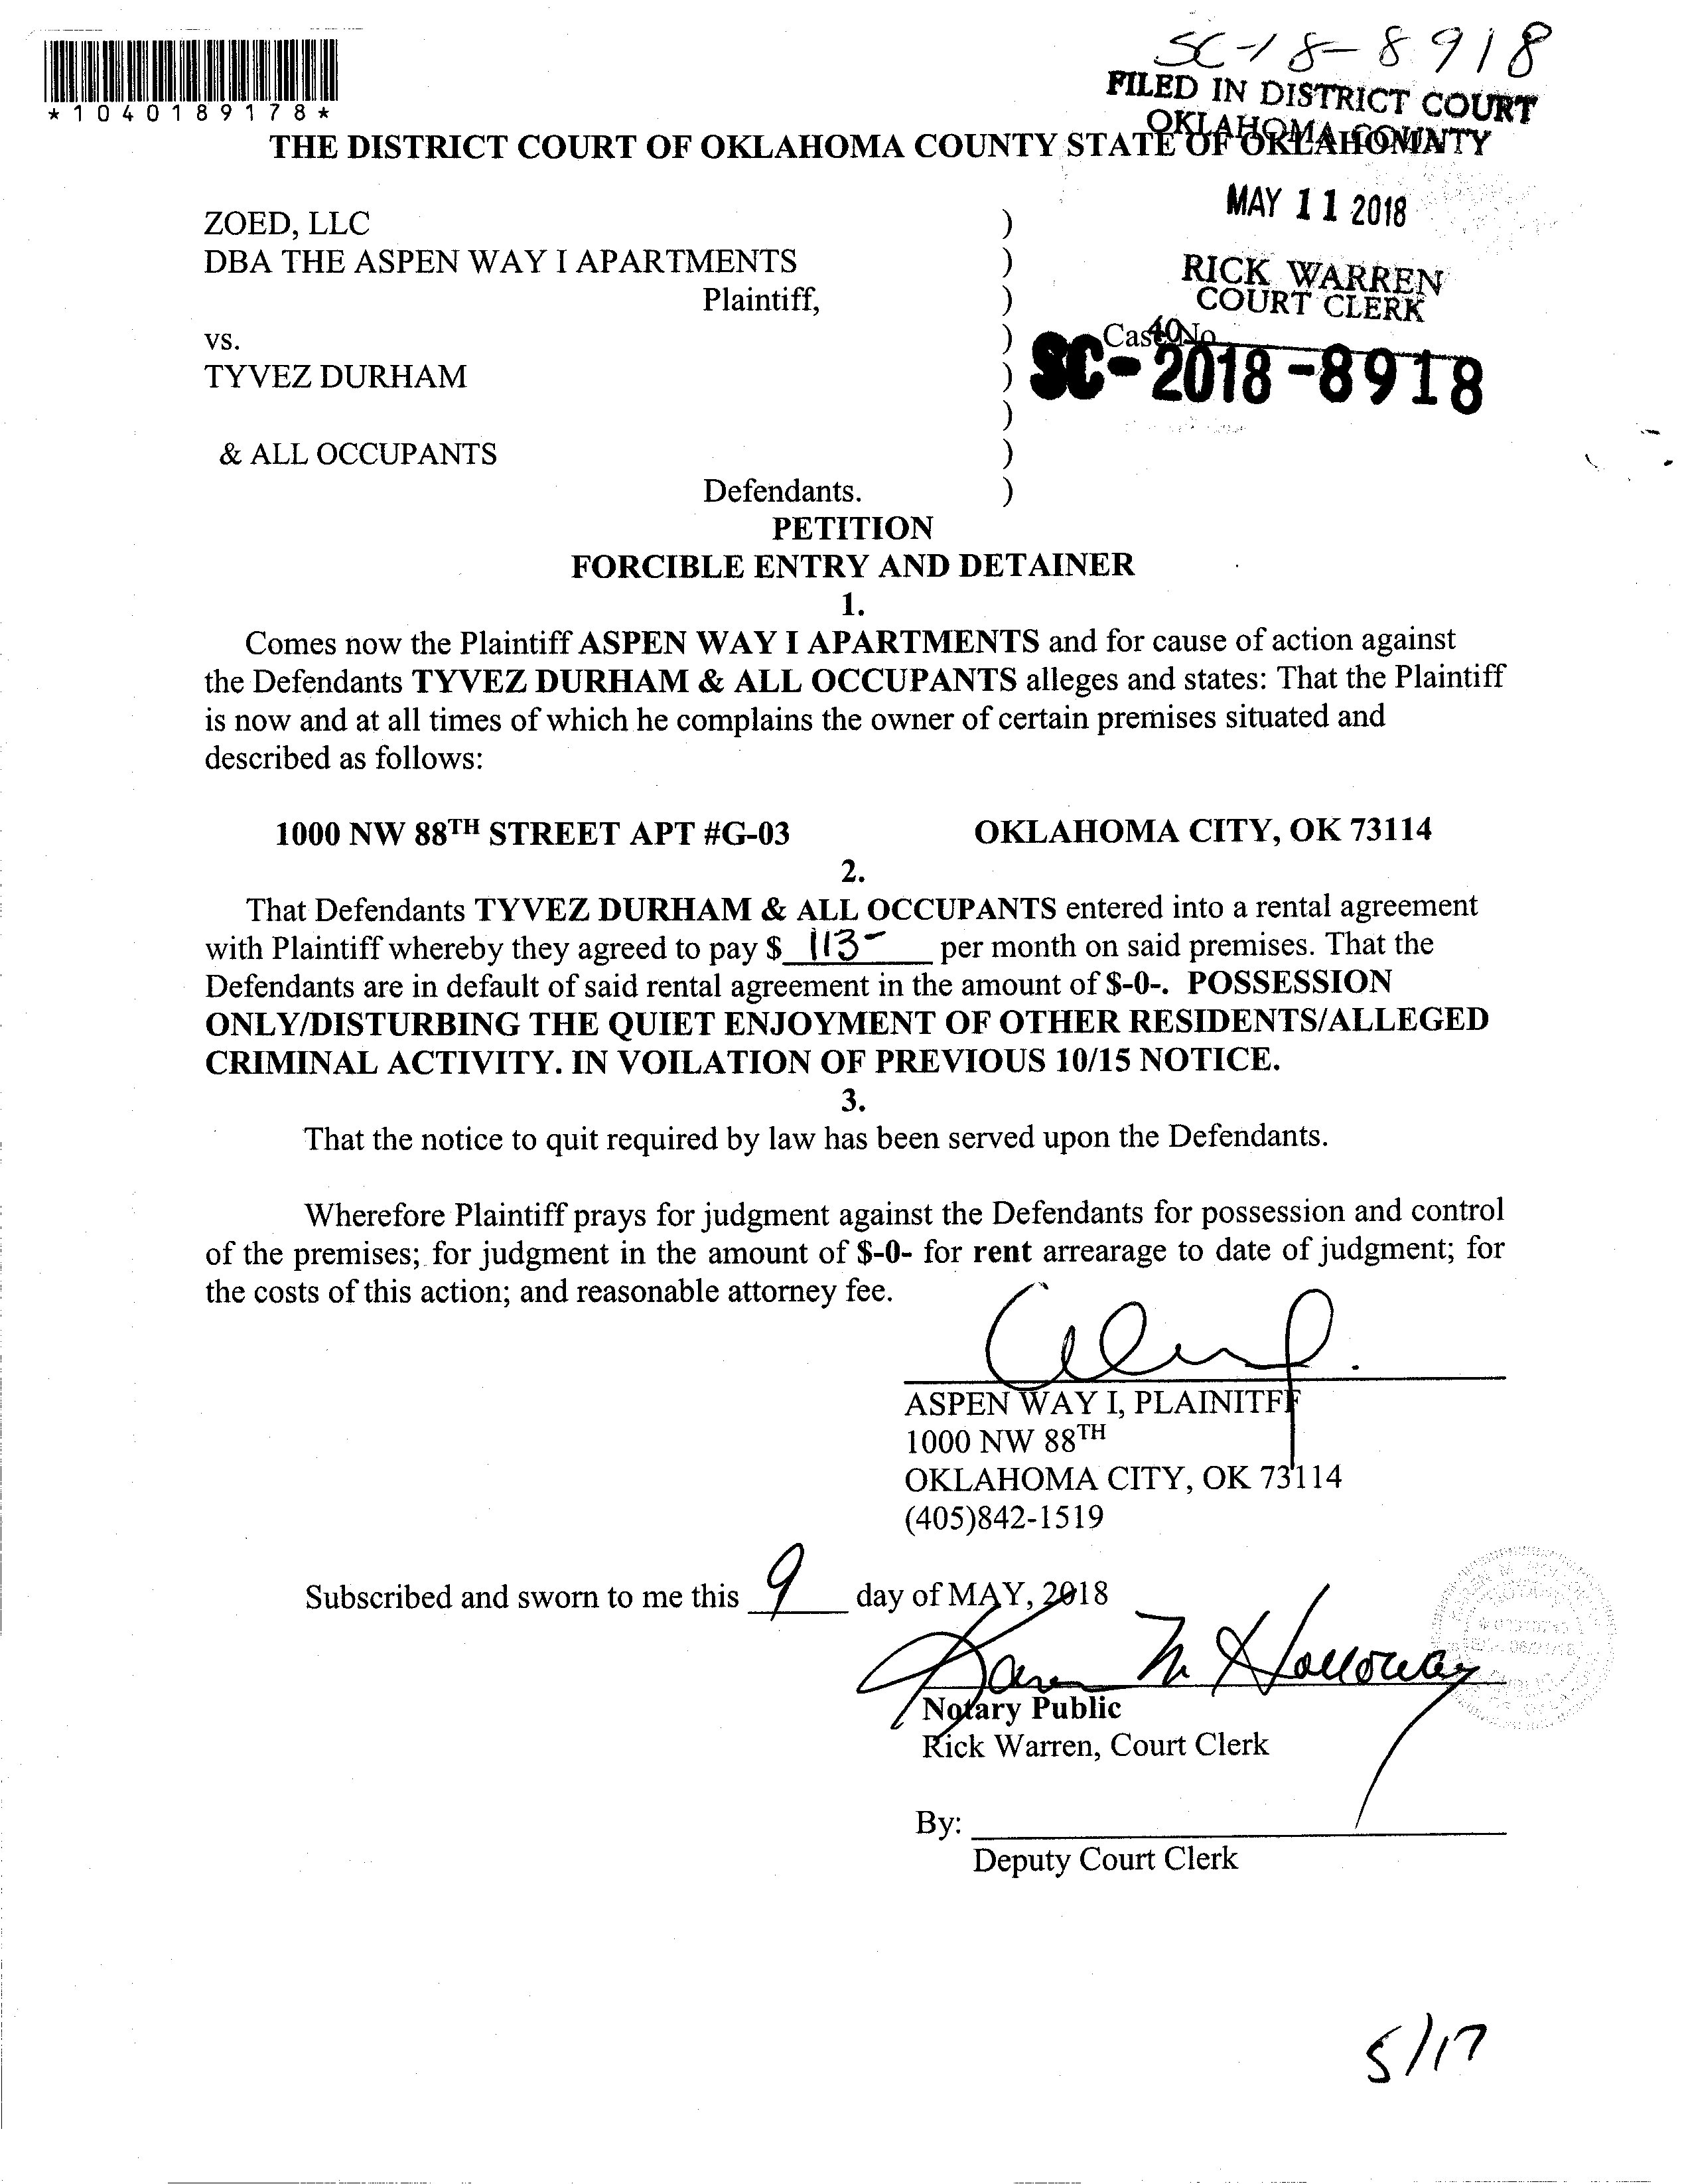 SC-18-8918
*1040189178*
FILED IN DISTRICT COURT
OKLAHOMA COUNTY
THE DISTRICT COURT OF OKLAHOMA COUNTY STATE OF OKLAHOMA
MAY 11 2018
ZOED, LLC )
DBA THE ASPEN WAY I APARTMENTS )
RICK WARREN
COURT CLERK
Plaintiff, )
40
vs. ) Case No
SC-2018-8918
TYVEZ DURHAM )
)
& ALL OCCUPANTS )
Defendants. )
PETITION
FORCIBLE ENTRY AND DETAINER
1.
Comes now the Plaintiff ASPEN WAY I APARTMENTS and for cause of action against
the Defendants TYVEZ DURHAM & ALL OCCUPANTS alleges and states: That the Plaintiff
is now and at all times of which he complains the owner of certain premises situated and
described as follows:
1000 NW 88TH STREET APT #G-03 OKLAHOMA CITY, OK 73114
2.
That Defendants TYVEZ DURHAM & ALL OCCUPANTS entered into a rental agreement
with Plaintiff whereby they agreed to pay $ 113- per month on said premises. That the
Defendants are in default of said rental agreement in the amount of $-0-. POSSESSION
ONLY/DISTURBING THE QUIET ENJOYMENT OF OTHER RESIDENTS/ALLEGED
CRIMINAL ACTIVITY. IN VOILATION OF PREVIOUS 10/15 NOTICE.
3.
That the notice to quit required by law has been served upon the Defendants.
Wherefore Plaintiff prays for judgment against the Defendants for possession and control
of the premises; for judgment in the amount of $-0- for rent arrearage to date of judgment; for
the costs of this action; and reasonable attorney fee.
ASPEN WAY I, PLAINITFF
1000 NW 88TH
OKLAHOMA CITY, OK 73114
(405)842-1519
Subscribed and sworn to me this 9 day of MAY, 2018
Karen M Holloway
Notary Public
Rick Warren, Court Clerk
By:
Deputy Court Clerk
5/17